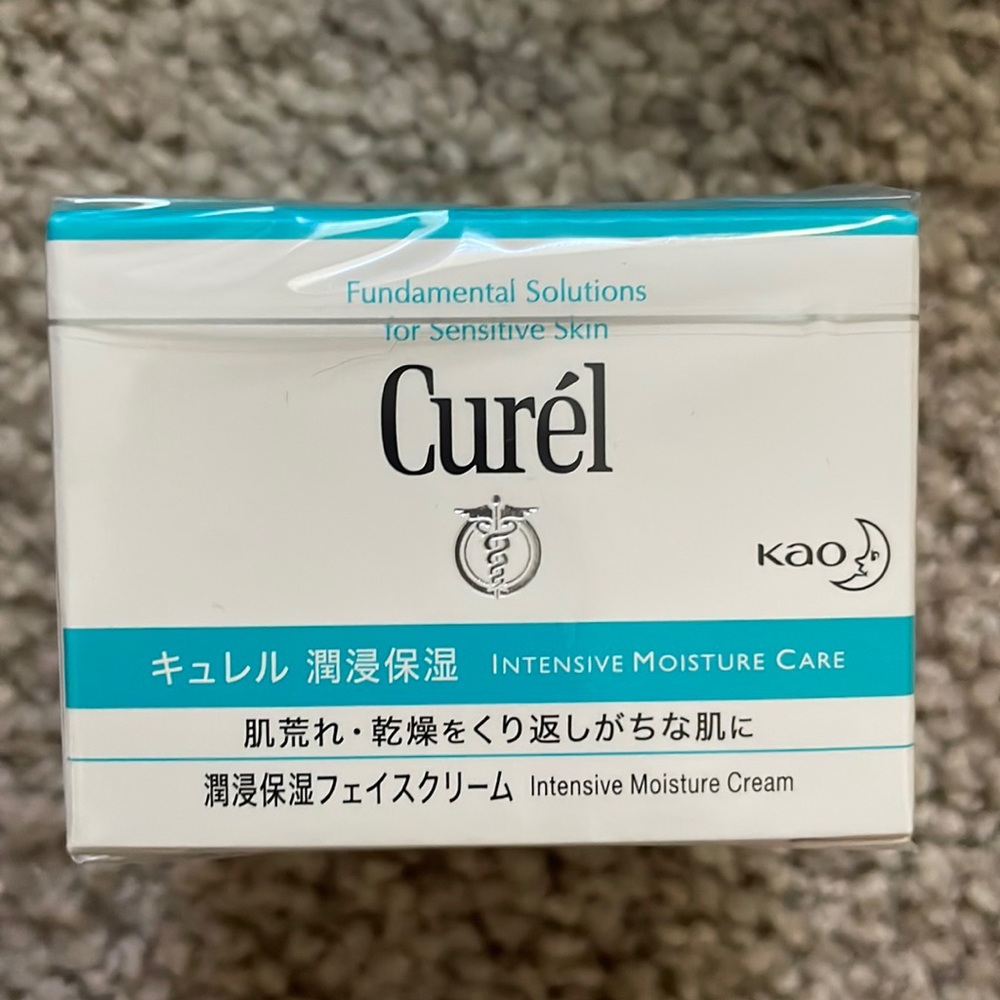 Fundamental Solutions
for Sensitive Skin
Curél
Kao
キュレル 潤浸保湿 INTENSIVE MOISTURE CARE
肌荒れ・乾燥をくり返しがちな肌に
潤浸保湿フェイスクリーム Intensive Moisture Cream